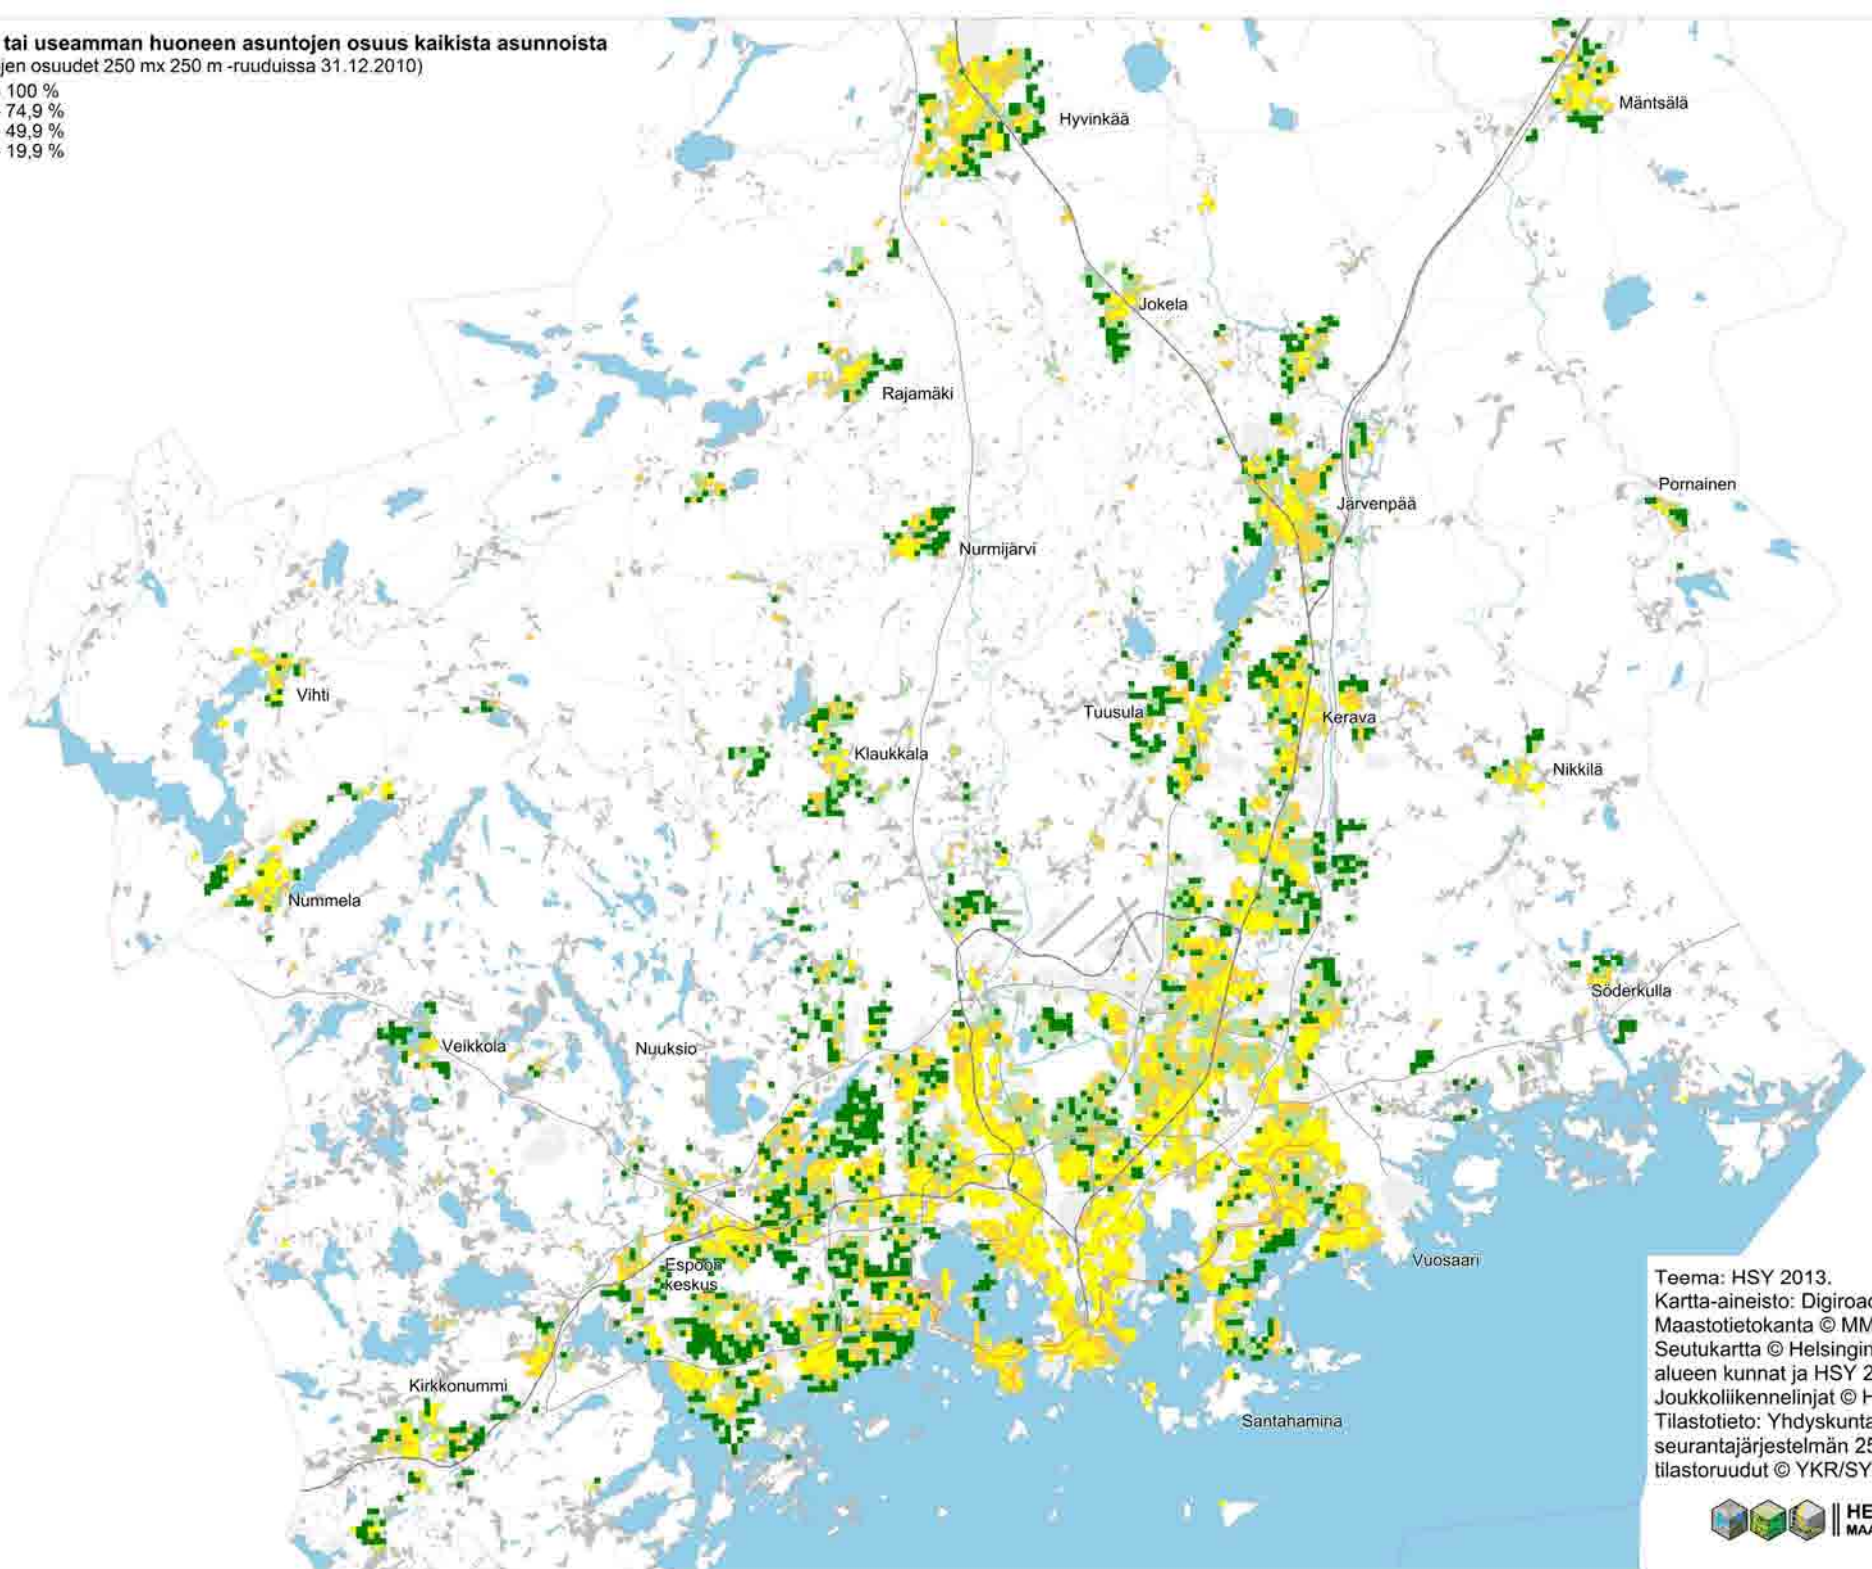 tai useamman huoneen asuntojen osuus kaikista asunnoista
jen osuudet 250 mx 250 m -ruuduissa 31.12.2010)
100 %
74,9 %
49,9 %
19,9 %
Hyvinkää
Mäntsälä
Jokela
Rajamäki
Pornainen
Järvenpää
Nurmijärvi
Vihti
Tuusula
Kerava
Klaukkala
Nikkilä
Nummela
Söderkulla
Veikkola
Nuuksio
Vuosaari
Espoon
keskus
Kirkkonummi
Santahamina
Teema: HSY 2013.
Kartta-aineisto: Digiroad
Maastotietokanta © MM
Seutukartta © Helsingin
alueen kunnat ja HSY 2
Joukkoliikennelinjat © H
Tilastotieto: Yhdyskunta
seurantajärjestelmän 25
tilastoruudut © YKR/SY
HE
MAA